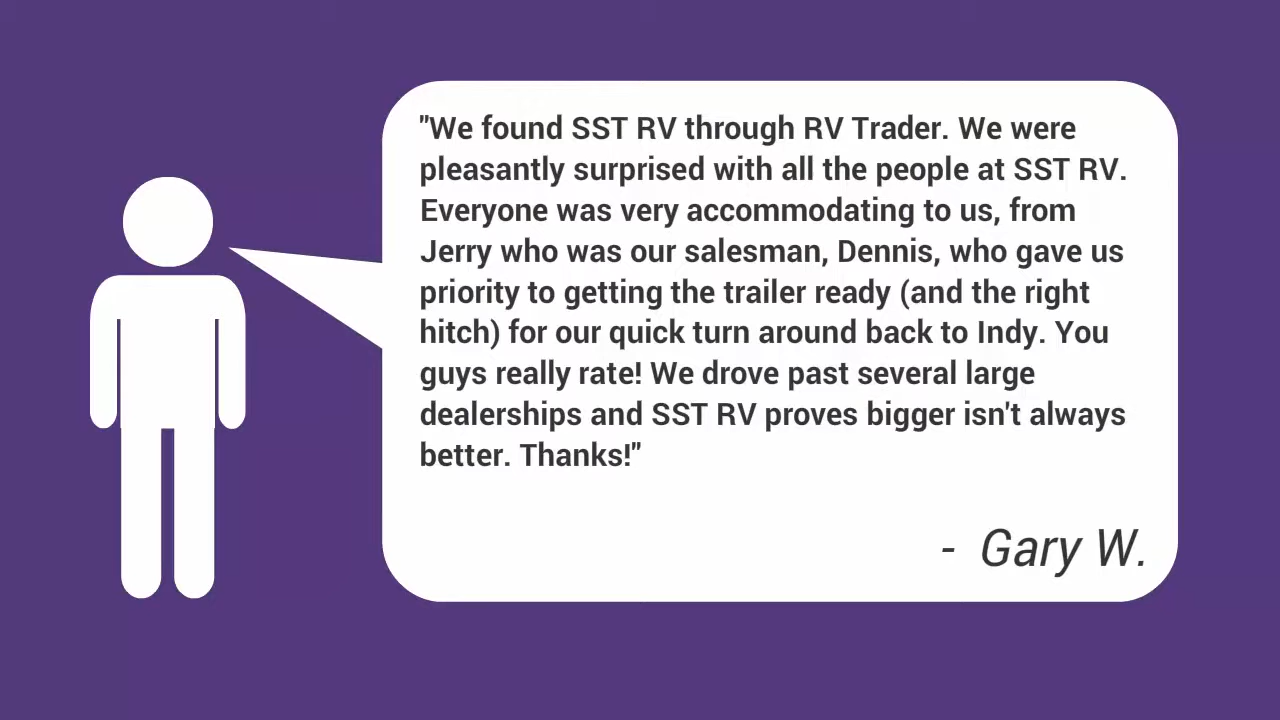 "We found SST RV through RV Trader. We were
pleasantly surprised with all the people at SST RV.
Everyone was very accommodating to us, from
Jerry who was our salesman, Dennis, who gave us
priority to getting the trailer ready (and the right
hitch) for our quick turn around back to Indy. You
guys really rate! We drove past several large
dealerships and SST RV proves bigger isn't always
better. Thanks!"
- Gary W.